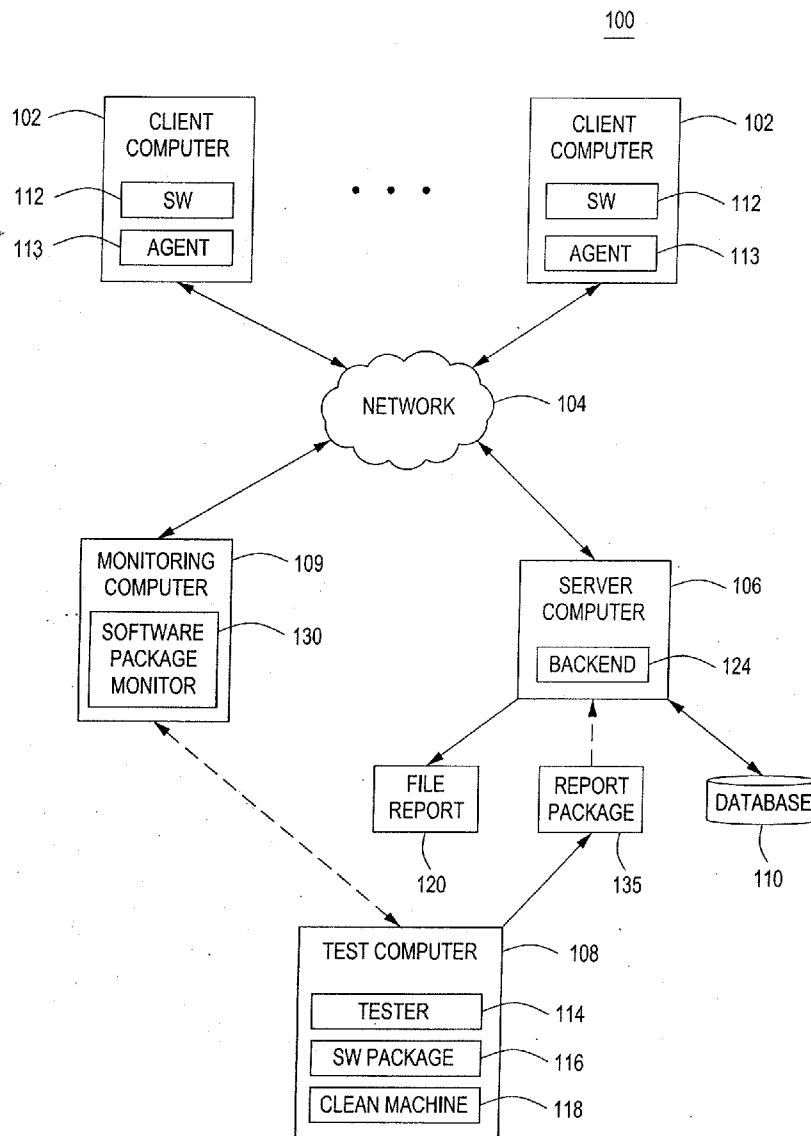 100
102
CLIENT
COMPUTER
112
SW
113
AGENT
CLIENT
COMPUTER
102
SW
112
AGENT
113
NETWORK
104
MONITORING
COMPUTER
109
SOFTWARE
PACKAGE
MONITOR
130
SERVER
COMPUTER
106
BACKEND
124
FILE
REPORT
120
REPORT
PACKAGE
135
DATABASE
110
TEST COMPUTER
108
TESTER
114
SW PACKAGE
116
CLEAN MACHINE
118